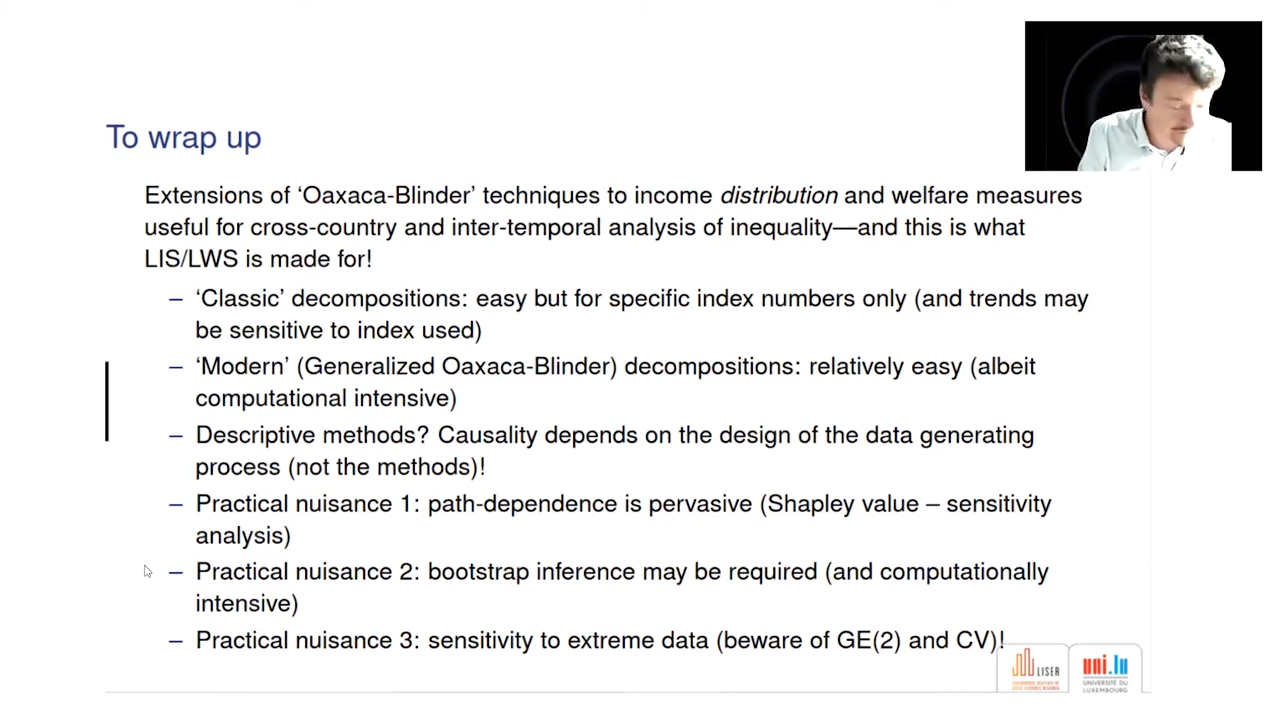 To wrap up
Extensions of ‘Oaxaca-Blinder’ techniques to income distribution and welfare measures
useful for cross-country and inter-temporal analysis of inequality—and this is what
LIS/LWS is made for!
– ‘Classic’ decompositions: easy but for specific index numbers only (and trends may
be sensitive to index used)
– ‘Modern’ (Generalized Oaxaca-Blinder) decompositions: relatively easy (albeit
computational intensive)
– Descriptive methods? Causality depends on the design of the data generating
process (not the methods)!
– Practical nuisance 1: path-dependence is pervasive (Shapley value – sensitivity
analysis)
– Practical nuisance 2: bootstrap inference may be required (and computationally
intensive)
– Practical nuisance 3: sensitivity to extreme data (beware of GE(2) and CV)!
LISER
uni.lu
UNIVERSITÉ DU
LUXEMBOURG